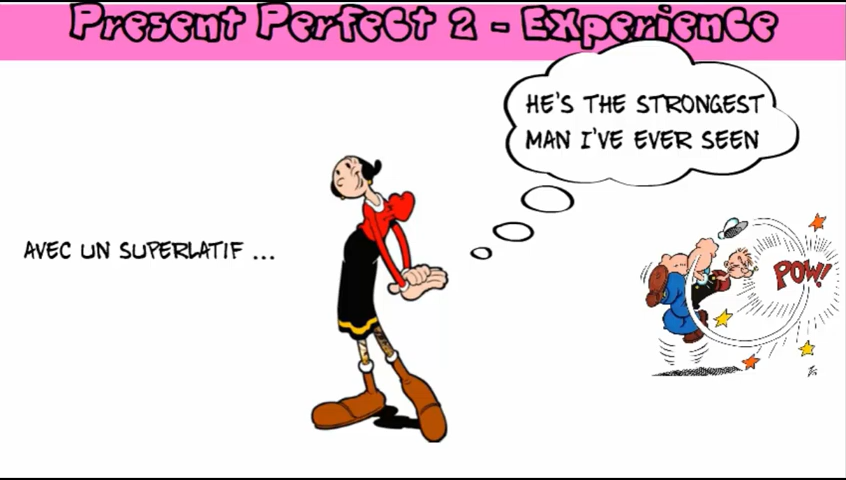 Present Perfect 2 - Experience
HE'S THE STRONGEST
MAN I'VE EVER SEEN
AVEC UN SUPERLATIF ...
POW!